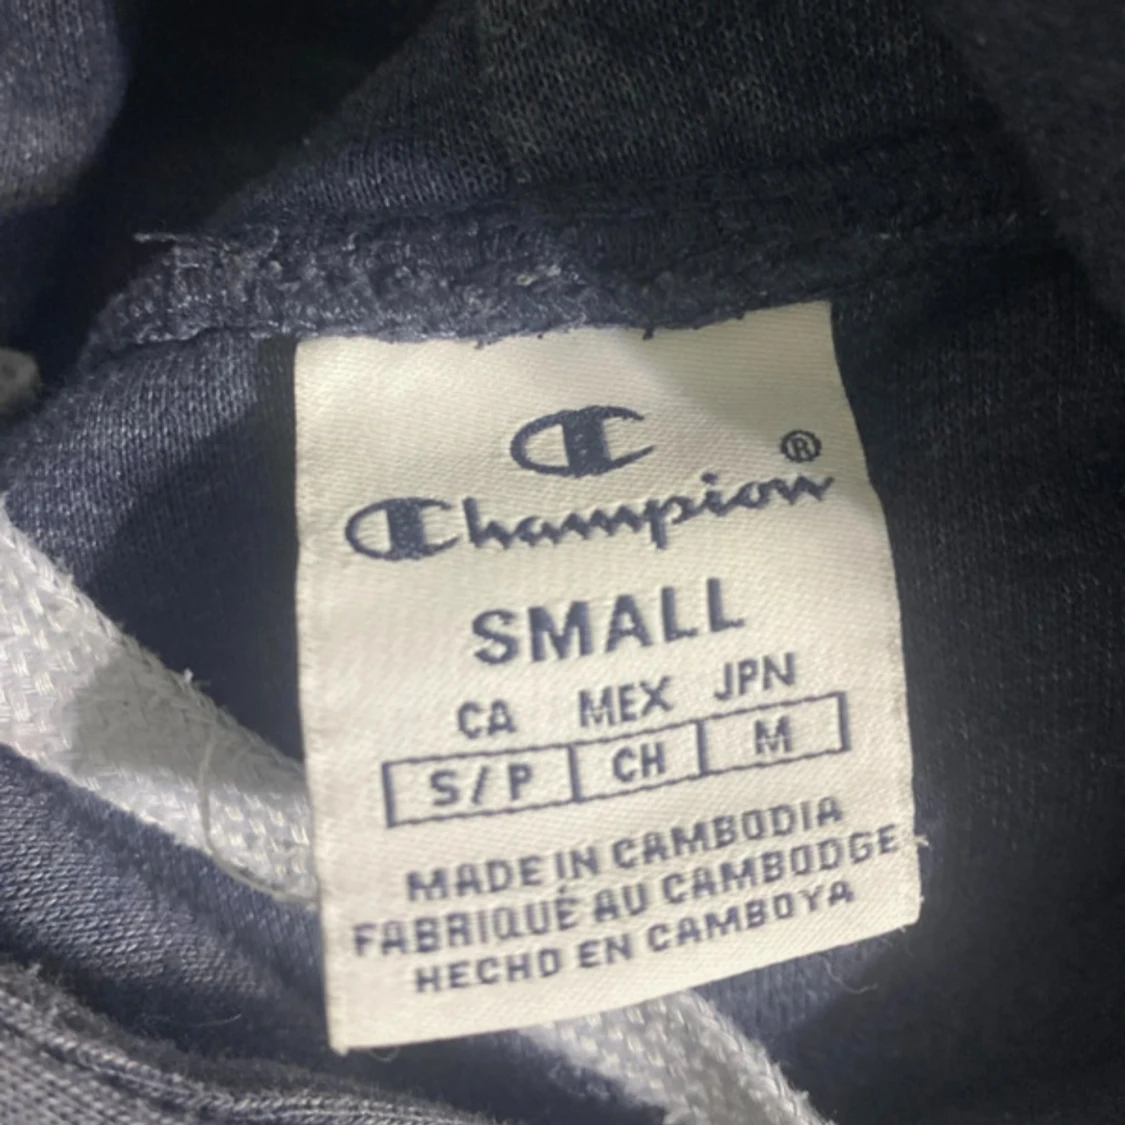 C
Champion®
SMALL
CA MEX JPN
S/P CH M
MADE IN CAMBODIA
FABRIQUÉ AU CAMBODGE
HECHO EN CAMBOYA